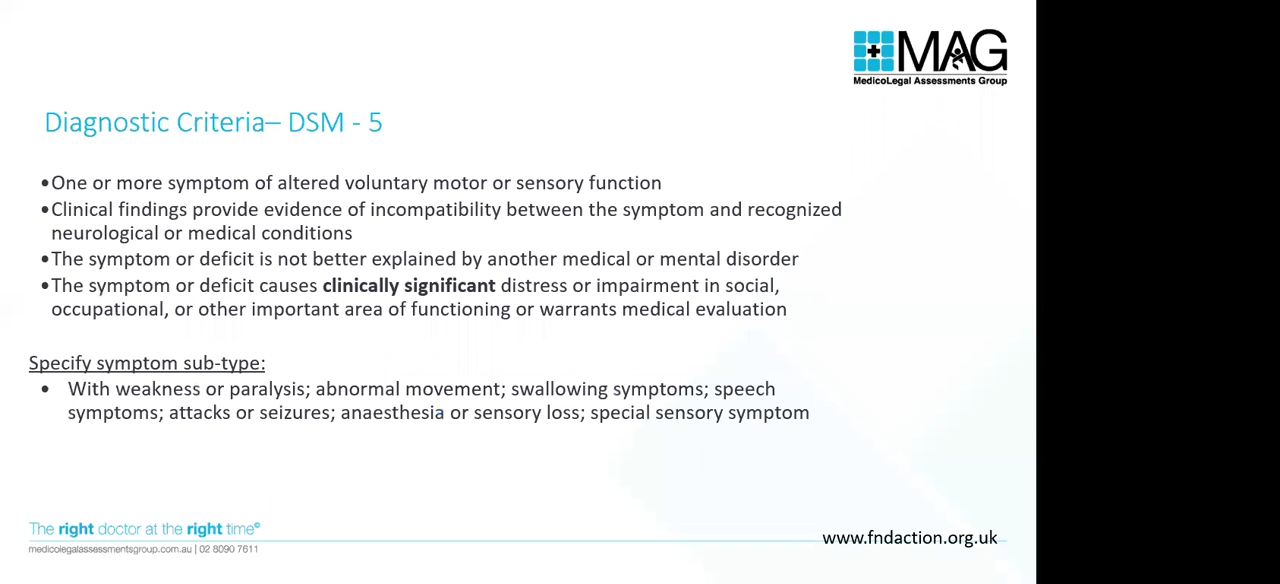 MAG
MedicoLegal Assessments Group
Diagnostic Criteria– DSM - 5
•One or more symptom of altered voluntary motor or sensory function
•Clinical findings provide evidence of incompatibility between the symptom and recognized
neurological or medical conditions
•The symptom or deficit is not better explained by another medical or mental disorder
•The symptom or deficit causes clinically significant distress or impairment in social,
occupational, or other important area of functioning or warrants medical evaluation
Specify symptom sub-type:
• With weakness or paralysis; abnormal movement; swallowing symptoms; speech
symptoms; attacks or seizures; anaesthesia or sensory loss; special sensory symptom
The right doctor at the right time©
medicolegalassessmentsgroup.com.au | 02 8090 7611
www.fndaction.org.uk